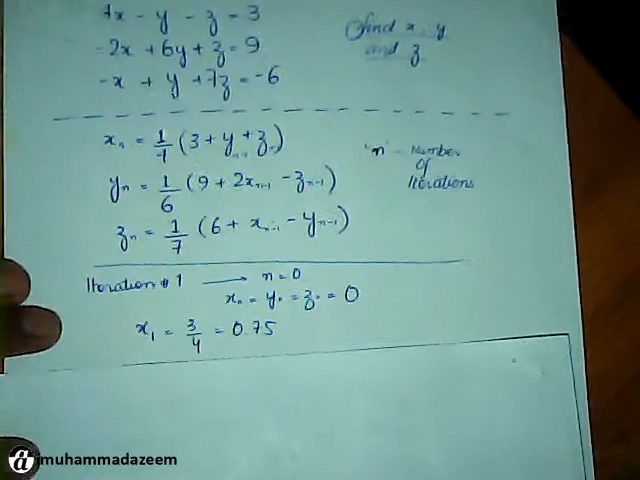 4x - y - z = 3
-2x + 6y + z = 9
-x + y + 7z = -6
find x, y
and z
xₙ = 1/4 (3 + yₙ₋₁ + zₙ₋₁)
yₙ = 1/6 (9 + 2xₙ₋₁ - zₙ₋₁)
zₙ = 1/7 (6 + xₙ₋₁ - yₙ₋₁)
'n' - Number
of
Iterations
Iteration # 1 → n = 0
xₙ = y₀ = z₀ = 0
x₁ = 3/4 = 0.75
jmuhammadazeem